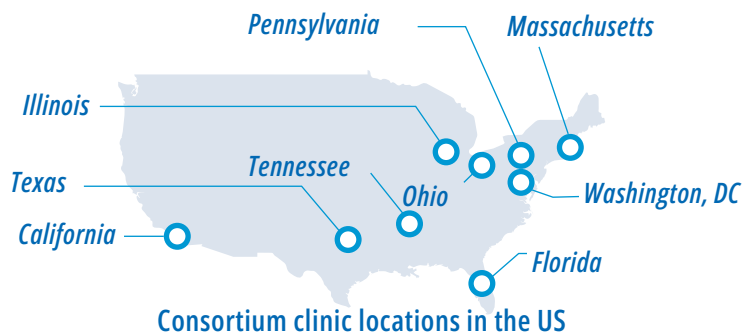 Pennsylvania
Massachusetts
Illinois
Tennessee
Texas
Ohio
Washington, DC
California
Florida
Consortium clinic locations in the US